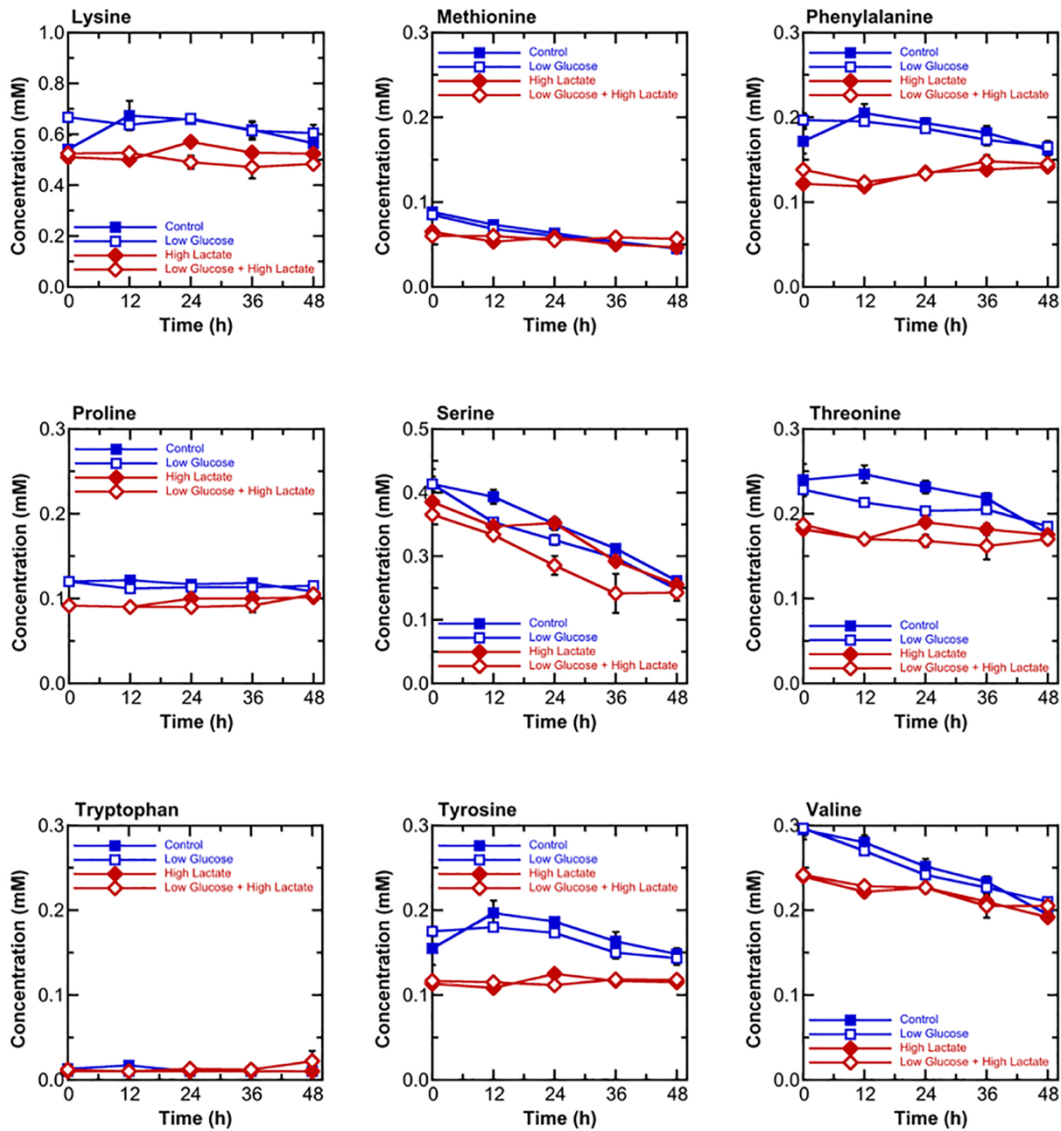 Lysine
Concentration (mM)
1.0
0.8
0.6
0.4
0.2
0.0
Control
Low Glucose
High Lactate
Low Glucose + High Lactate
0 12 24 36 48
Time (h)
Methionine
Concentration (mM)
0.3
0.2
0.1
0.0
Control
Low Glucose
High Lactate
Low Glucose + High Lactate
0 12 24 36 48
Time (h)
Phenylalanine
Concentration (mM)
0.3
0.2
0.1
0.0
Control
Low Glucose
High Lactate
Low Glucose + High Lactate
0 12 24 36 48
Time (h)
Proline
Concentration (mM)
0.3
0.2
0.1
0.0
Control
Low Glucose
High Lactate
Low Glucose + High Lactate
0 12 24 36 48
Time (h)
Serine
Concentration (mM)
0.5
0.4
0.3
0.1
0.0
Control
Low Glucose
High Lactate
Low Glucose + High Lactate
0 12 24 36 48
Time (h)
Threonine
Concentration (mM)
0.3
0.2
0.1
0.0
Control
Low Glucose
High Lactate
Low Glucose + High Lactate
0 12 24 36 48
Time (h)
Tryptophan
Concentration (mM)
0.3
0.2
0.1
0.0
Control
Low Glucose
High Lactate
Low Glucose + High Lactate
0 12 24 36 48
Time (h)
Tyrosine
Concentration (mM)
0.3
0.2
0.1
0.0
Control
Low Glucose
High Lactate
Low Glucose + High Lactate
0 12 24 36 48
Time (h)
Valine
Concentration (mM)
0.3
0.2
0.1
0.0
Control
Low Glucose
High Lactate
Low Glucose + High Lactate
0 12 24 36 48
Time (h)